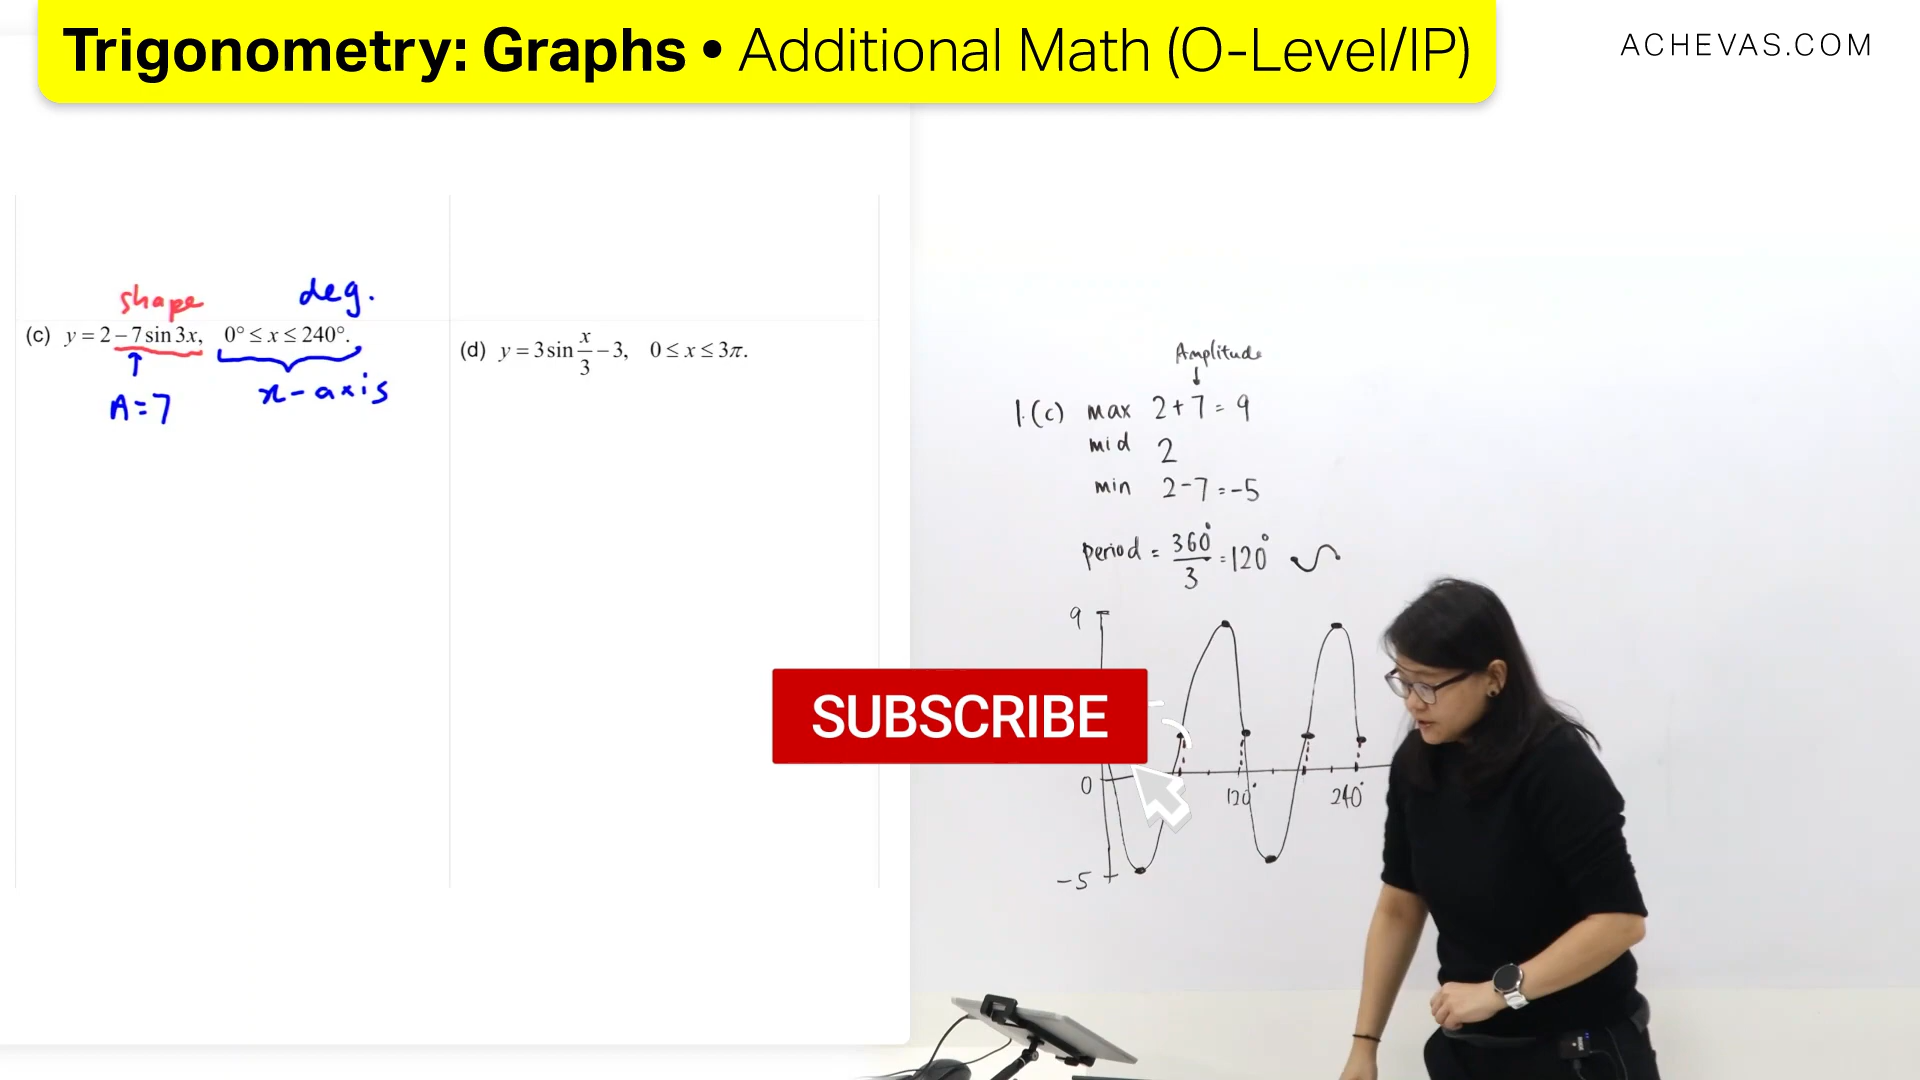 Trigonometry: Graphs • Additional Math (O-Level/IP)
ACHEVAS.COM
shape
deg.
(c) y = 2 – 7 sin 3x, 0° ≤ x ≤ 240°.
A = 7
x-axis
(d) y = 3 sin x/3 – 3, 0 ≤ x ≤ 3π.
Amplitude
1.(c) max 2+7 = 9
mid 2
min 2-7 = -5
period = 360°/3 = 120°
9
SUBSCRIBE
0
120°
240°
-5